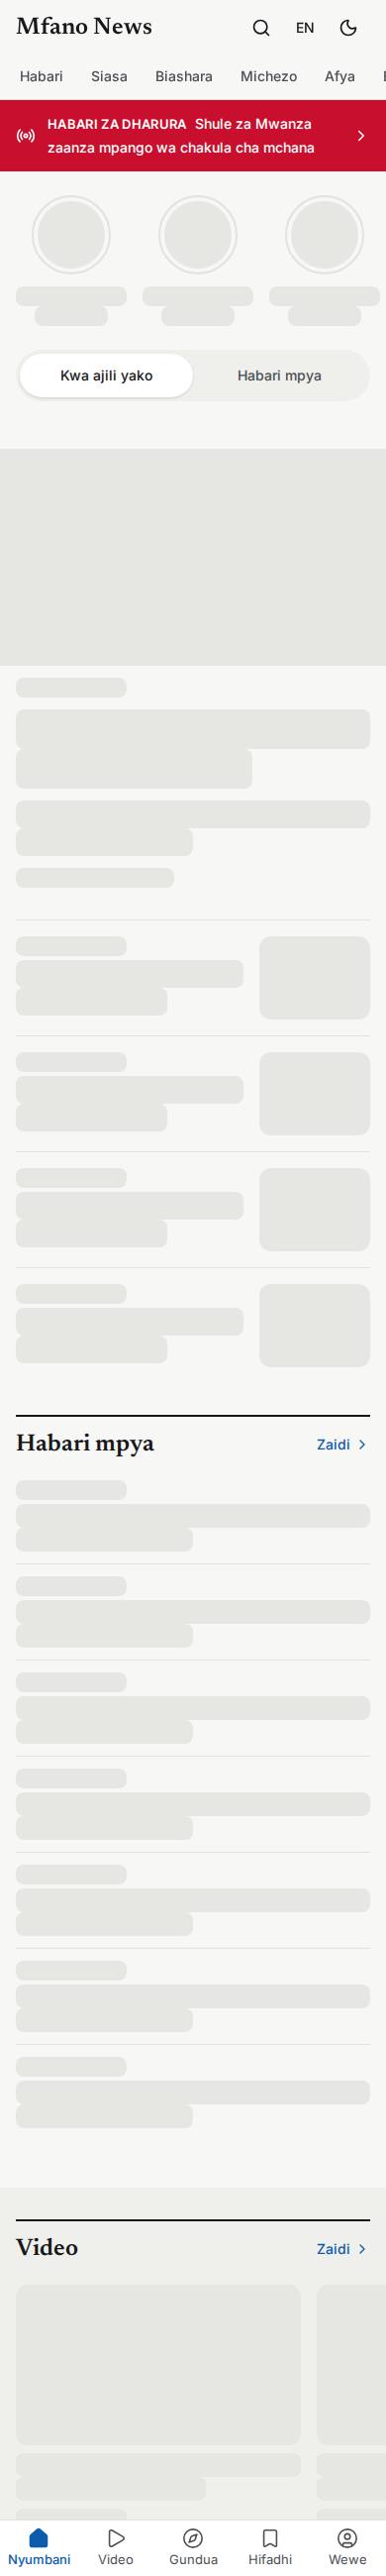 Mfano News
EN
Habari Siasa Biashara Michezo Afya
HABARI ZA DHARURA Shule za Mwanza
zaanza mpango wa chakula cha mchana
Kwa ajili yako Habari mpya
Habari mpya Zaidi
Video Zaidi
Nyumbani Video Gundua Hifadhi Wewe